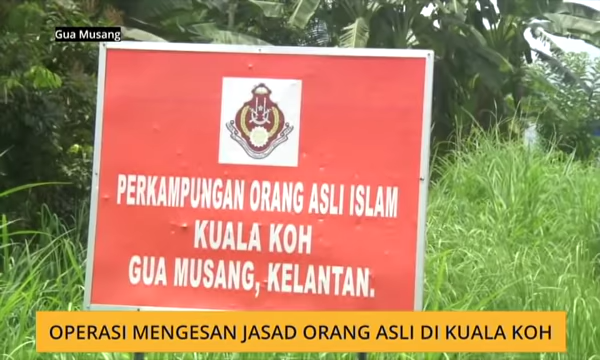 Gua Musang
PERKAMPUNGAN ORANG ASLI ISLAM
KUALA KOH
GUA MUSANG, KELANTAN.
OPERASI MENGESAN JASAD ORANG ASLI DI KUALA KOH